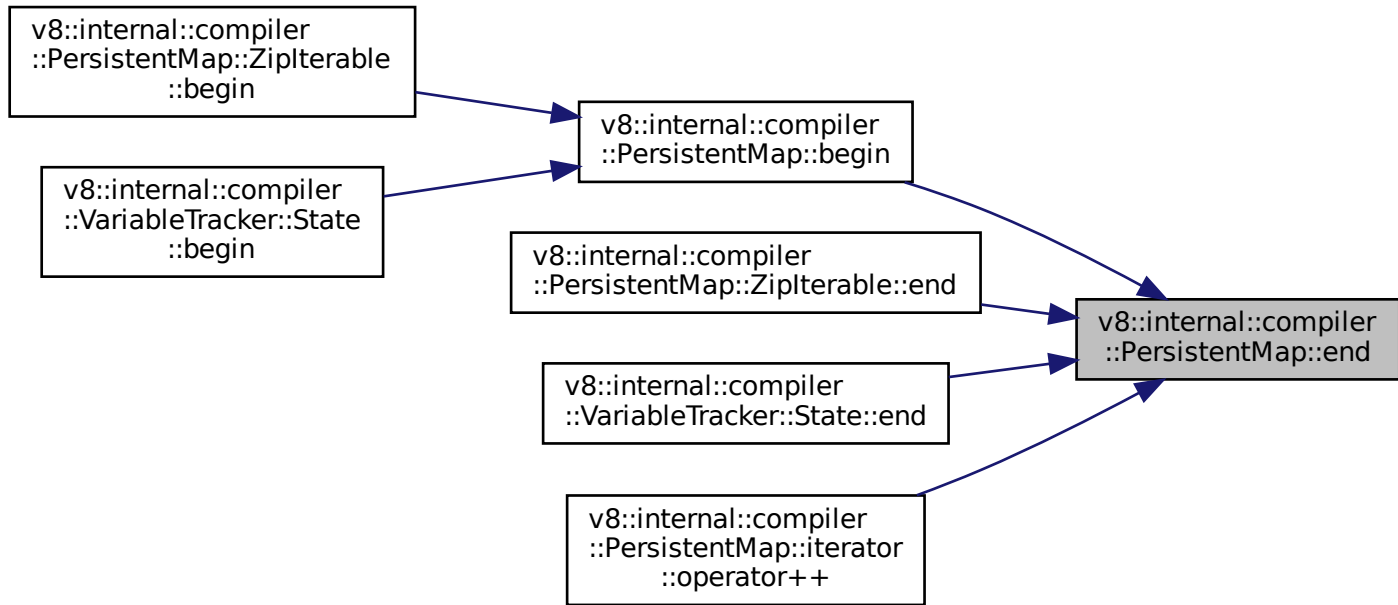 v8::internal::compiler
::PersistentMap::ZipIterable
::begin
v8::internal::compiler
::VariableTracker::State
::begin
v8::internal::compiler
::PersistentMap::begin
v8::internal::compiler
::PersistentMap::ZipIterable::end
v8::internal::compiler
::VariableTracker::State::end
v8::internal::compiler
::PersistentMap::iterator
::operator++
v8::internal::compiler
::PersistentMap::end